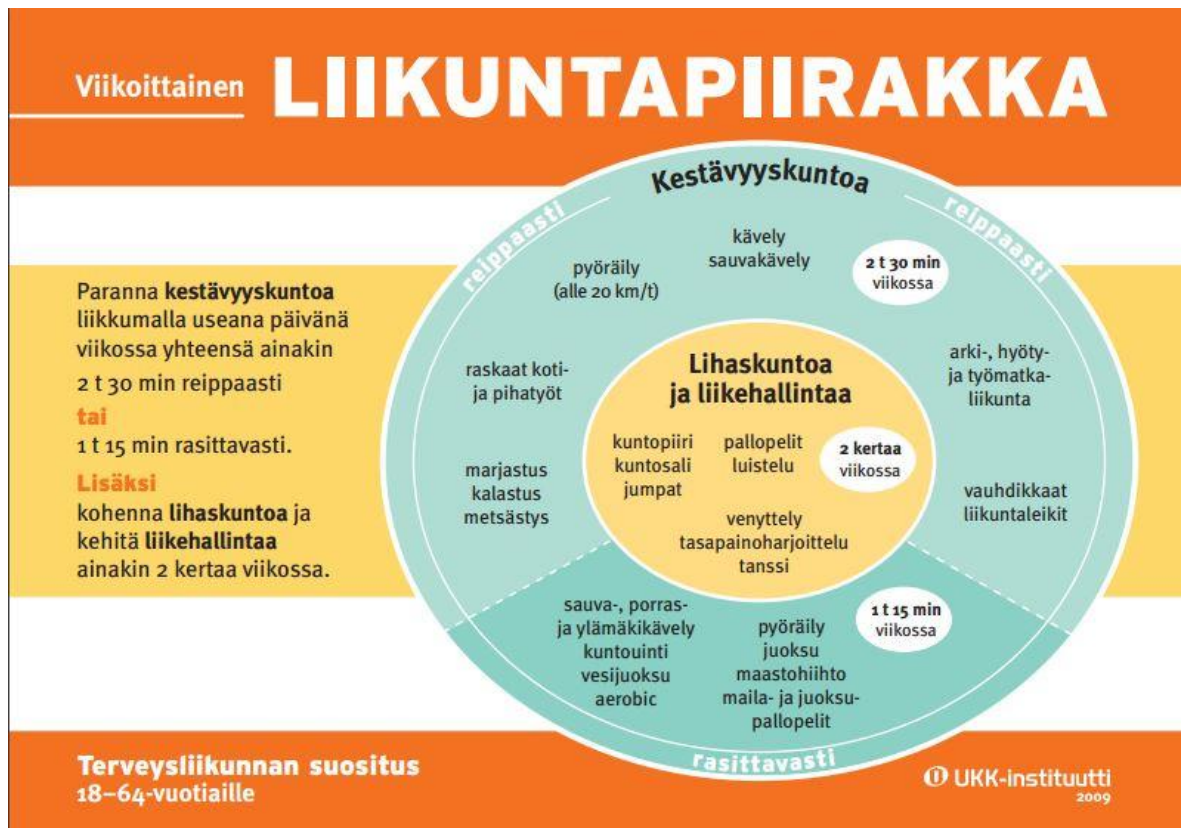 Viikoittainen LIIKUNTAPIIRAKKA
Paranna kestävyyskuntoa
liikkumalla useana päivänä
viikossa yhteensä ainakin
2 t 30 min reippaasti
tai
1 t 15 min rasittavasti.
Lisäksi
kohenna lihaskuntoa ja
kehitä liikehallintaa
ainakin 2 kertaa viikossa.
Kestävyyskuntoa
reippaasti
reippaasti
kävely
sauvakävely
2 t 30 min
viikossa
pyöräily
(alle 20 km/t)
raskaat koti-
ja pihatyöt
arki-, hyöty-
ja työmatka-
liikunta
marjastus
kalastus
metsästys
vauhdikkaat
liikuntaleikit
Lihaskuntoa
ja liikehallintaa
kuntopiiri
kuntosali
jumpat
pallopelit
luistelu
2 kertaa
viikossa
venyttely
tasapainoharjoittelu
tanssi
sauva-, porras-
ja ylämäkikävely
kuntouinti
vesijuoksu
aerobic
pyöräily
juoksu
maastohiihto
maila- ja juoksu-
pallopelit
1 t 15 min
viikossa
rasittavasti
Terveysliikunnan suositus
18–64-vuotiaille
UKK-instituutti
2009